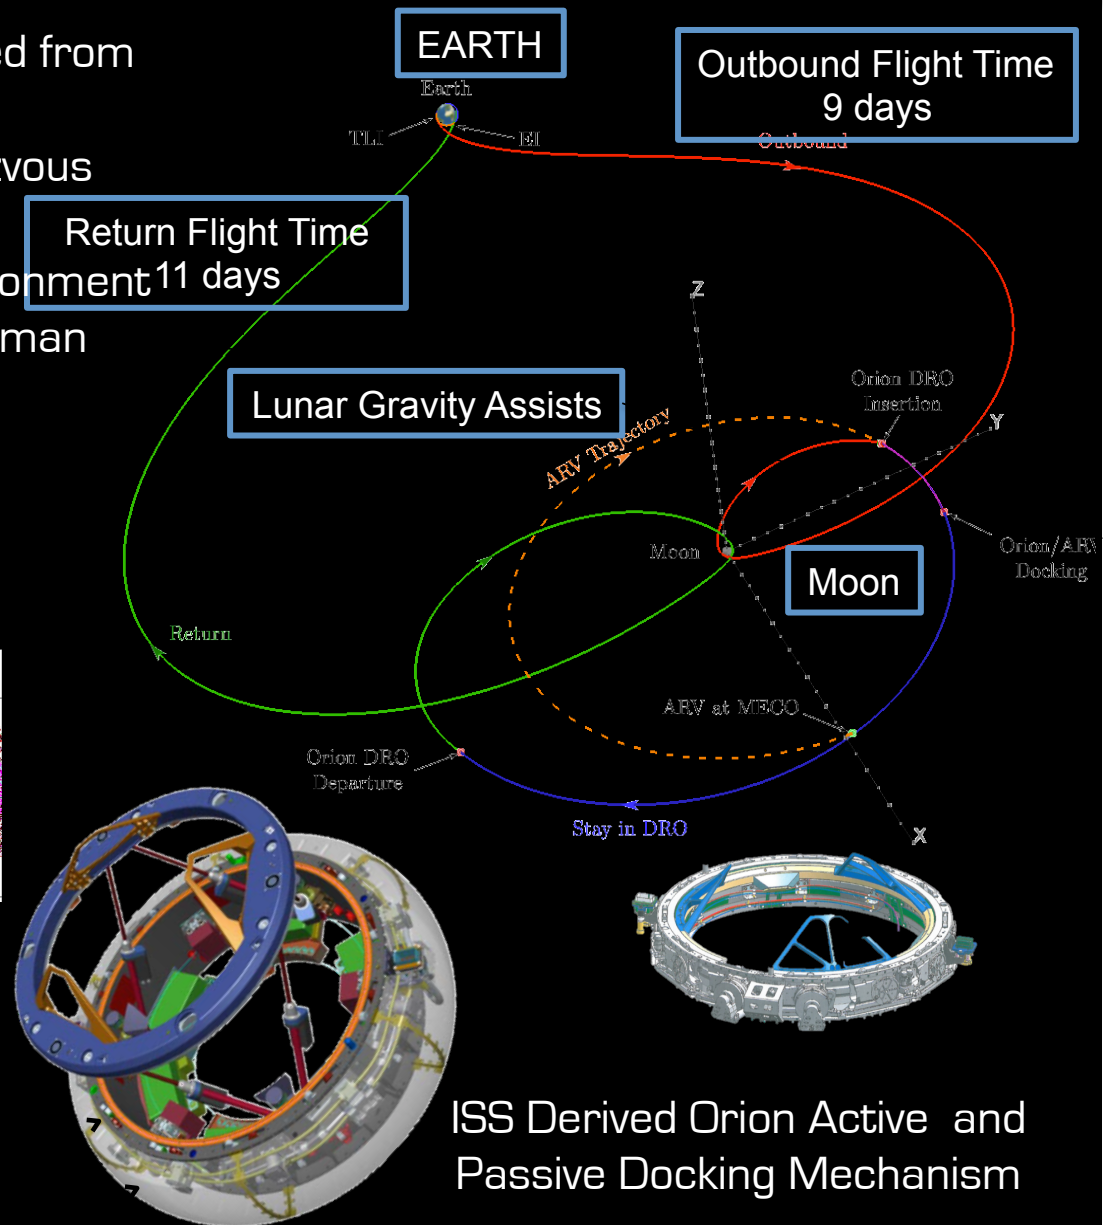 ed from
EARTH
Outbound Flight Time
9 days
Earth
TLI
EI
Outbound
vous
Return Flight Time
11 days
onment
man
Z
Lunar Gravity Assists
ARV Trajectory
Orion DRO
Insertion
Y
Moon
Orion/ARV
Docking
Moon
Return
ARV at MECO
Orion DRO
Departure
Stay in DRO
X
ISS Derived Orion Active and
Passive Docking Mechanism